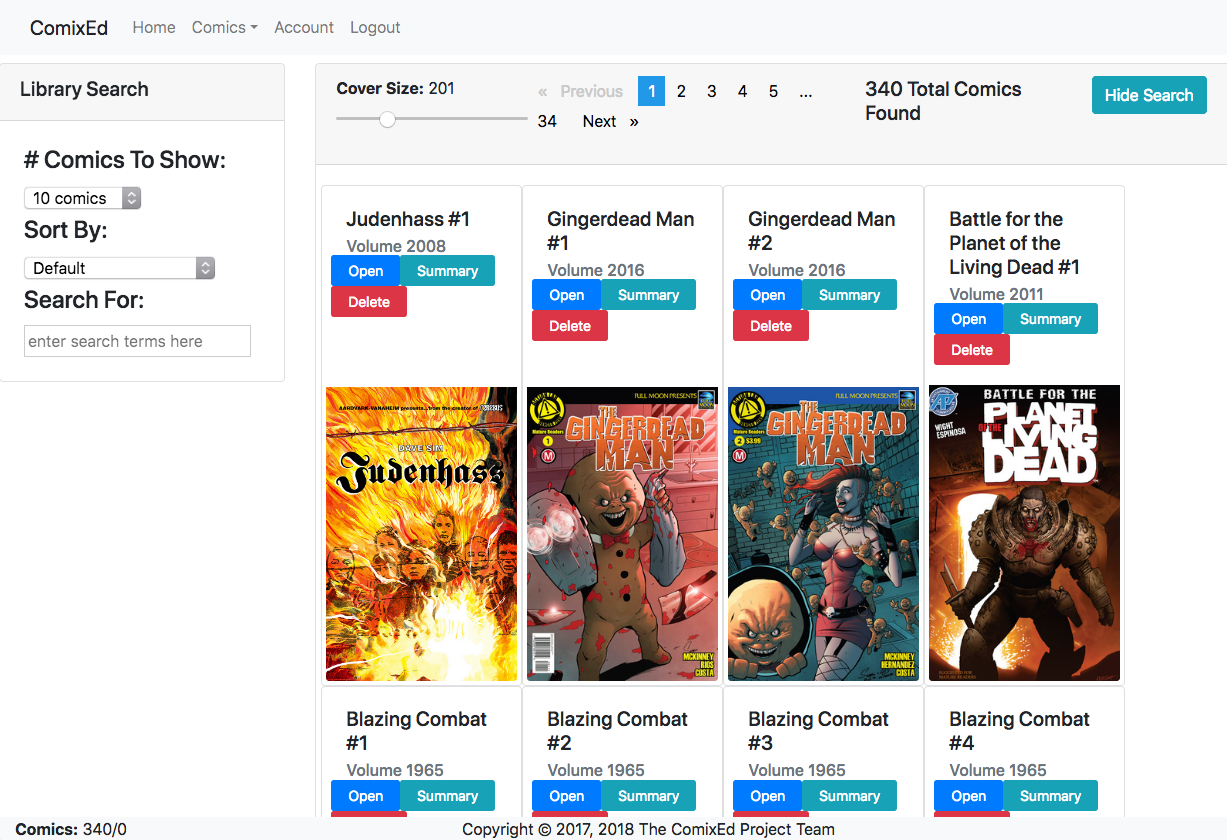 ComixEd Home Comics Account Logout
Library Search
# Comics To Show:
10 comics
Sort By:
Default
Search For:
enter search terms here
Cover Size: 201
« Previous 1 2 3 4 5 ...
34 Next »
340 Total Comics
Found
Hide Search
Judenhass #1
Volume 2008
Open Summary
Delete
AARDVARK-VANAHEIM presents...from the creator of CEREBUS
DAVE SIM
Judenhass
Gingerdead Man
#1
Volume 2016
Open Summary
Delete
FULL MOON PRESENTS
Mature Readers
1
M
THE
GINGERDEAD
MAN
MCKINNEY
RIOS
COSTA
Gingerdead Man
#2
Volume 2016
Open Summary
Delete
FULL MOON PRESENTS
Mature Readers
2 $3.99
M
THE
GINGERDEAD
MAN
MCKINNEY
HERNANDEZ
COSTA
Battle for the
Planet of the
Living Dead #1
Volume 2011
Open Summary
Delete
BATTLE FOR THE
PLANET
OF THE
LIVING
DEAD
WIGHT
ESPINOSA
SUGGESTED FOR
MATURE READERS
Blazing Combat
#1
Volume 1965
Open Summary
Blazing Combat
#2
Volume 1965
Open Summary
Blazing Combat
#3
Volume 1965
Open Summary
Blazing Combat
#4
Volume 1965
Open Summary
Comics: 340/0
Copyright © 2017, 2018 The ComixEd Project Team